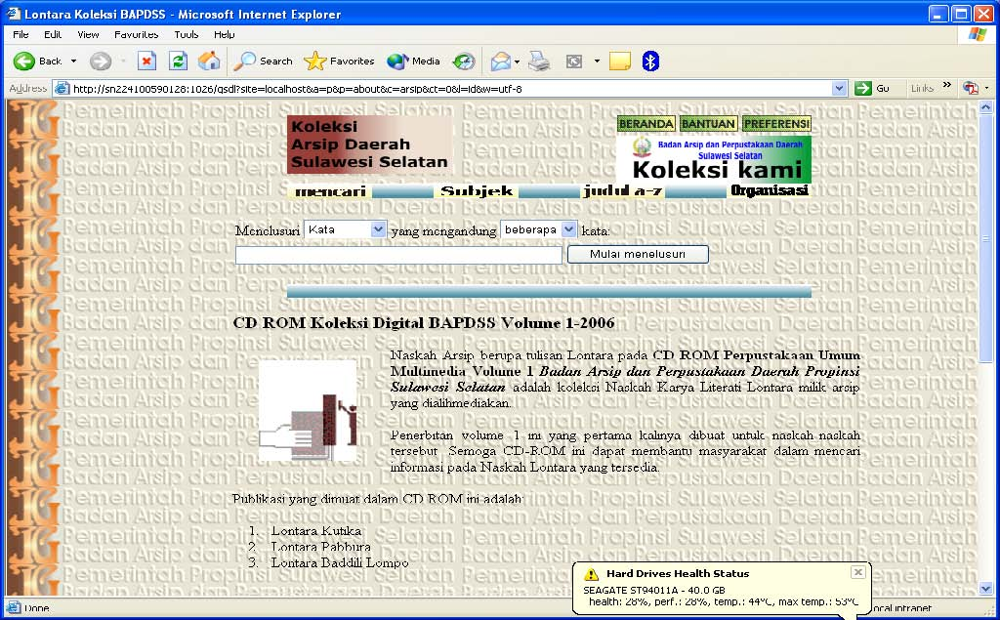 Lontara Koleksi BAPDSS - Microsoft Internet Explorer
File Edit View Favorites Tools Help
Back Search Favorites Media
Address http://sn224100590128:1026/gsdl?site=localhost&a=p&p=about&c=arsip&ct=0&l=id&w=utf-8 Go Links »
Koleksi
Arsip Daerah
Sulawesi Selatan
BERANDA BANTUAN PREFERENSI
Badan Arsip dan Perpustakaan Daerah
Sulawesi Selatan
Koleksi kami
mencari Subjek judul a-z Organisasi
Menelusuri Kata yang mengandung beberapa kata:
Mulai menelusuri
CD ROM Koleksi Digital BAPDSS Volume 1-2006
Naskah Arsip berupa tulisan Lontara pada CD ROM Perpustakaan Umum
Multimedia Volume 1 Badan Arsip dan Perpustakaan Daerah Propinsi
Sulawesi Selatan adalah koleksi Naskah Karya Literati Lontara milik arsip
yang dialihmediakan.
Penerbitan volume 1 ini yang pertama kalinya dibuat untuk naskah-naskah
tersebut. Semoga CD-ROM ini dapat membantu masyarakat dalam mencari
informasi pada Naskah Lontara yang tersedia.
Publikasi yang dimuat dalam CD ROM ini adalah:
1. Lontara Kutika
2. Lontara Pabbura
3. Lontara Baddili Lompo
Hard Drives Health Status
SEAGATE ST94011A - 40.0 GB
health: 28%, perf.: 28%, temp.: 44°C, max temp.: 53°C
Done
ocal intranet